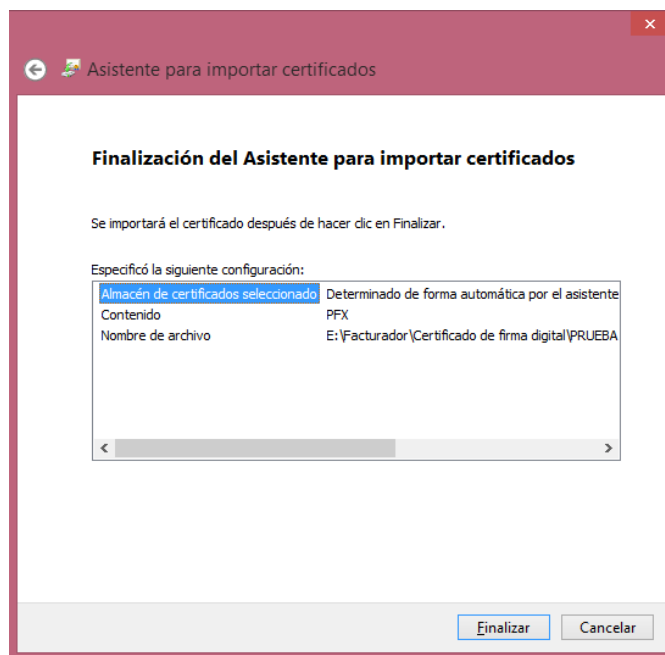 Asistente para importar certificados
Finalización del Asistente para importar certificados
Se importará el certificado después de hacer clic en Finalizar.
Especificó la siguiente configuración:
Almacén de certificados seleccionado Determinado de forma automática por el asistente
Contenido PFX
Nombre de archivo E:\Facturador\Certificado de firma digital\PRUEBA
Finalizar Cancelar